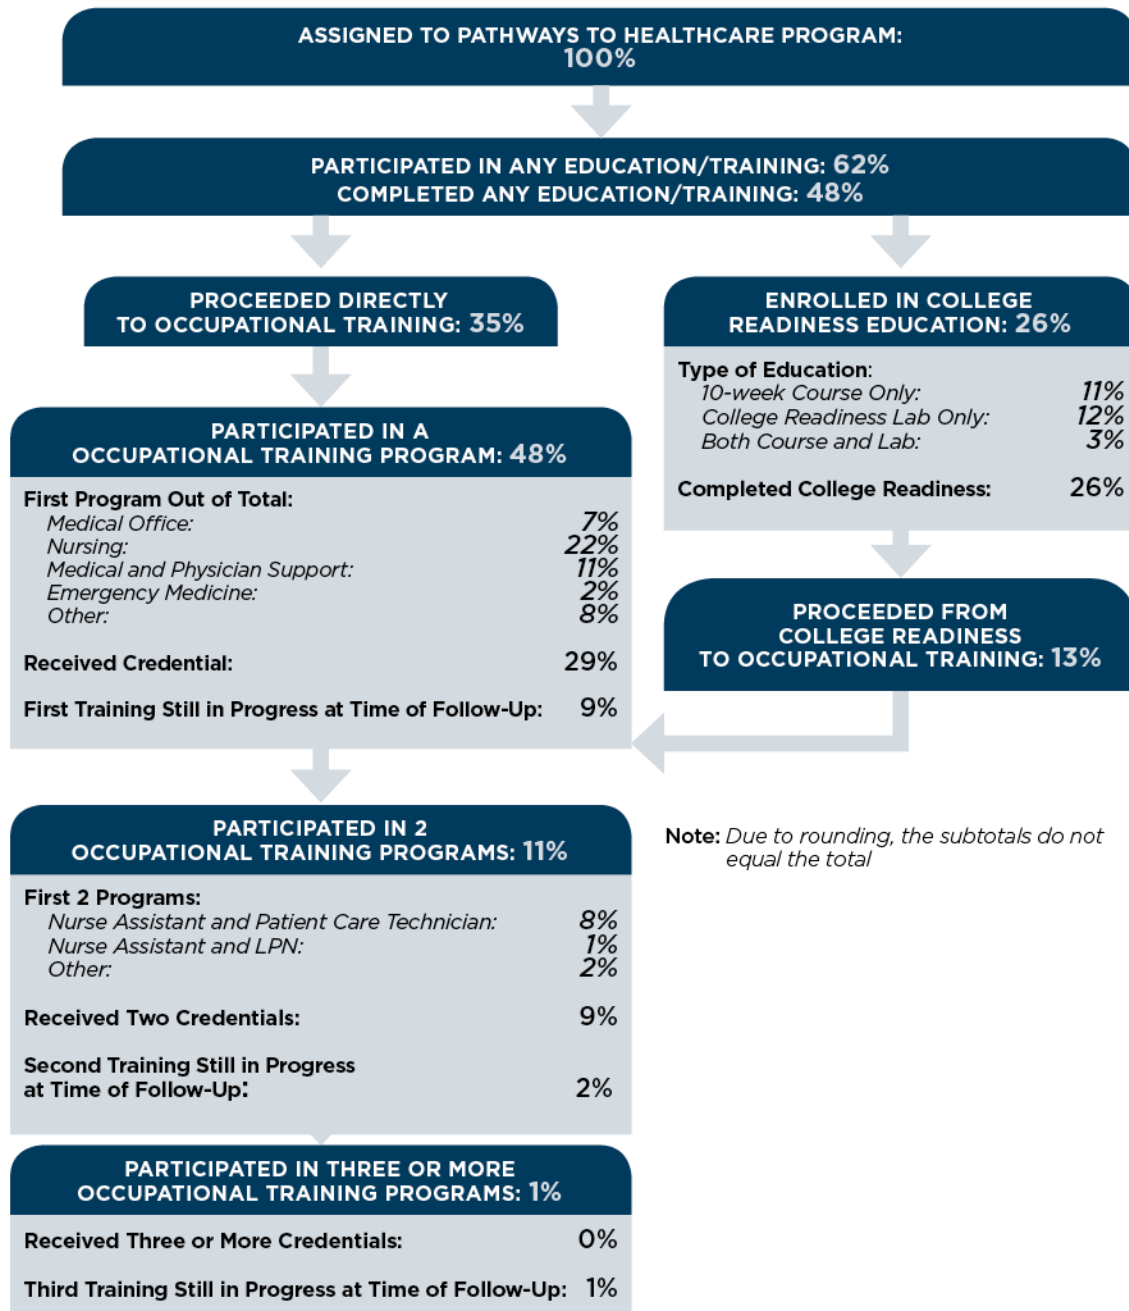 ASSIGNED TO PATHWAYS TO HEALTHCARE PROGRAM:
100%
PARTICIPATED IN ANY EDUCATION/TRAINING: 62%
COMPLETED ANY EDUCATION/TRAINING: 48%
PROCEEDED DIRECTLY
TO OCCUPATIONAL TRAINING: 35%
ENROLLED IN COLLEGE
READINESS EDUCATION: 26%
Type of Education:
10-week Course Only: 11%
College Readiness Lab Only: 12%
Both Course and Lab: 3%
Completed College Readiness: 26%
PARTICIPATED IN A
OCCUPATIONAL TRAINING PROGRAM: 48%
First Program Out of Total:
Medical Office: 7%
Nursing: 22%
Medical and Physician Support: 11%
Emergency Medicine: 2%
Other: 8%
Received Credential: 29%
First Training Still in Progress at Time of Follow-Up: 9%
PROCEEDED FROM
COLLEGE READINESS
TO OCCUPATIONAL TRAINING: 13%
PARTICIPATED IN 2
OCCUPATIONAL TRAINING PROGRAMS: 11%
First 2 Programs:
Nurse Assistant and Patient Care Technician: 8%
Nurse Assistant and LPN: 1%
Other: 2%
Received Two Credentials: 9%
Second Training Still in Progress
at Time of Follow-Up: 2%
Note: Due to rounding, the subtotals do not
equal the total
PARTICIPATED IN THREE OR MORE
OCCUPATIONAL TRAINING PROGRAMS: 1%
Received Three or More Credentials: 0%
Third Training Still in Progress at Time of Follow-Up: 1%